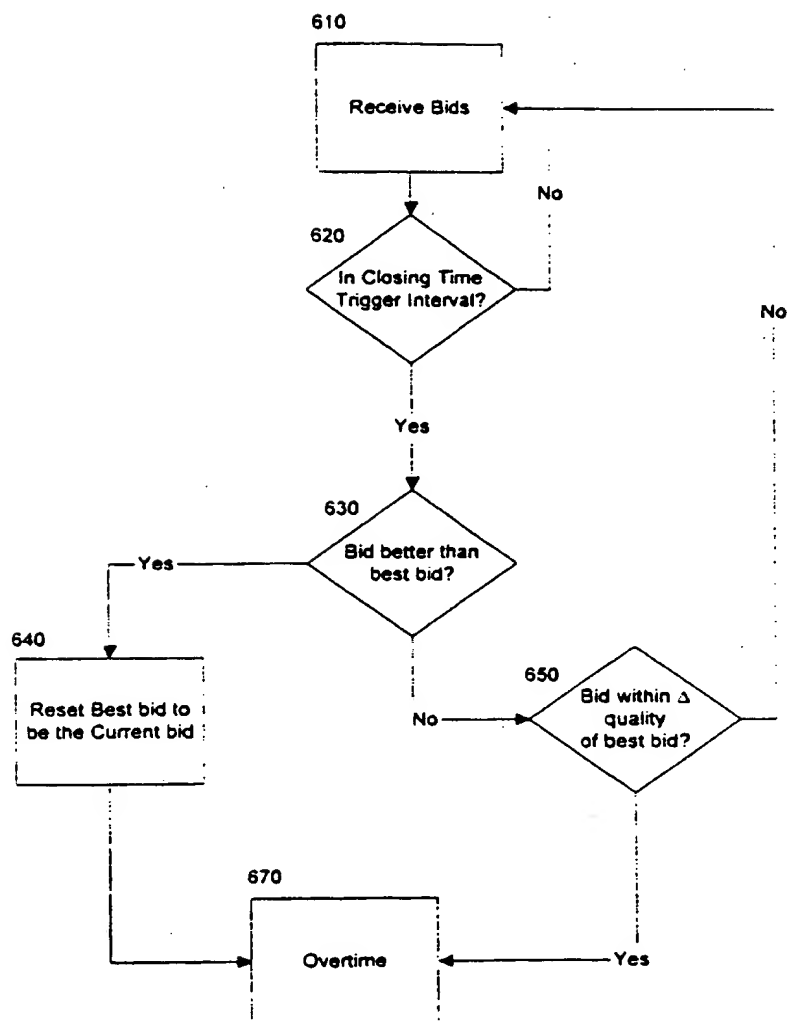 610
Receive Bids
No
620
In Closing Time
Trigger Interval?
No
Yes
630
Bid better than
best bid?
Yes
640
Reset Best bid to
be the Current bid
650
Bid within Δ
quality
of best bid?
No
670
Overtime
Yes